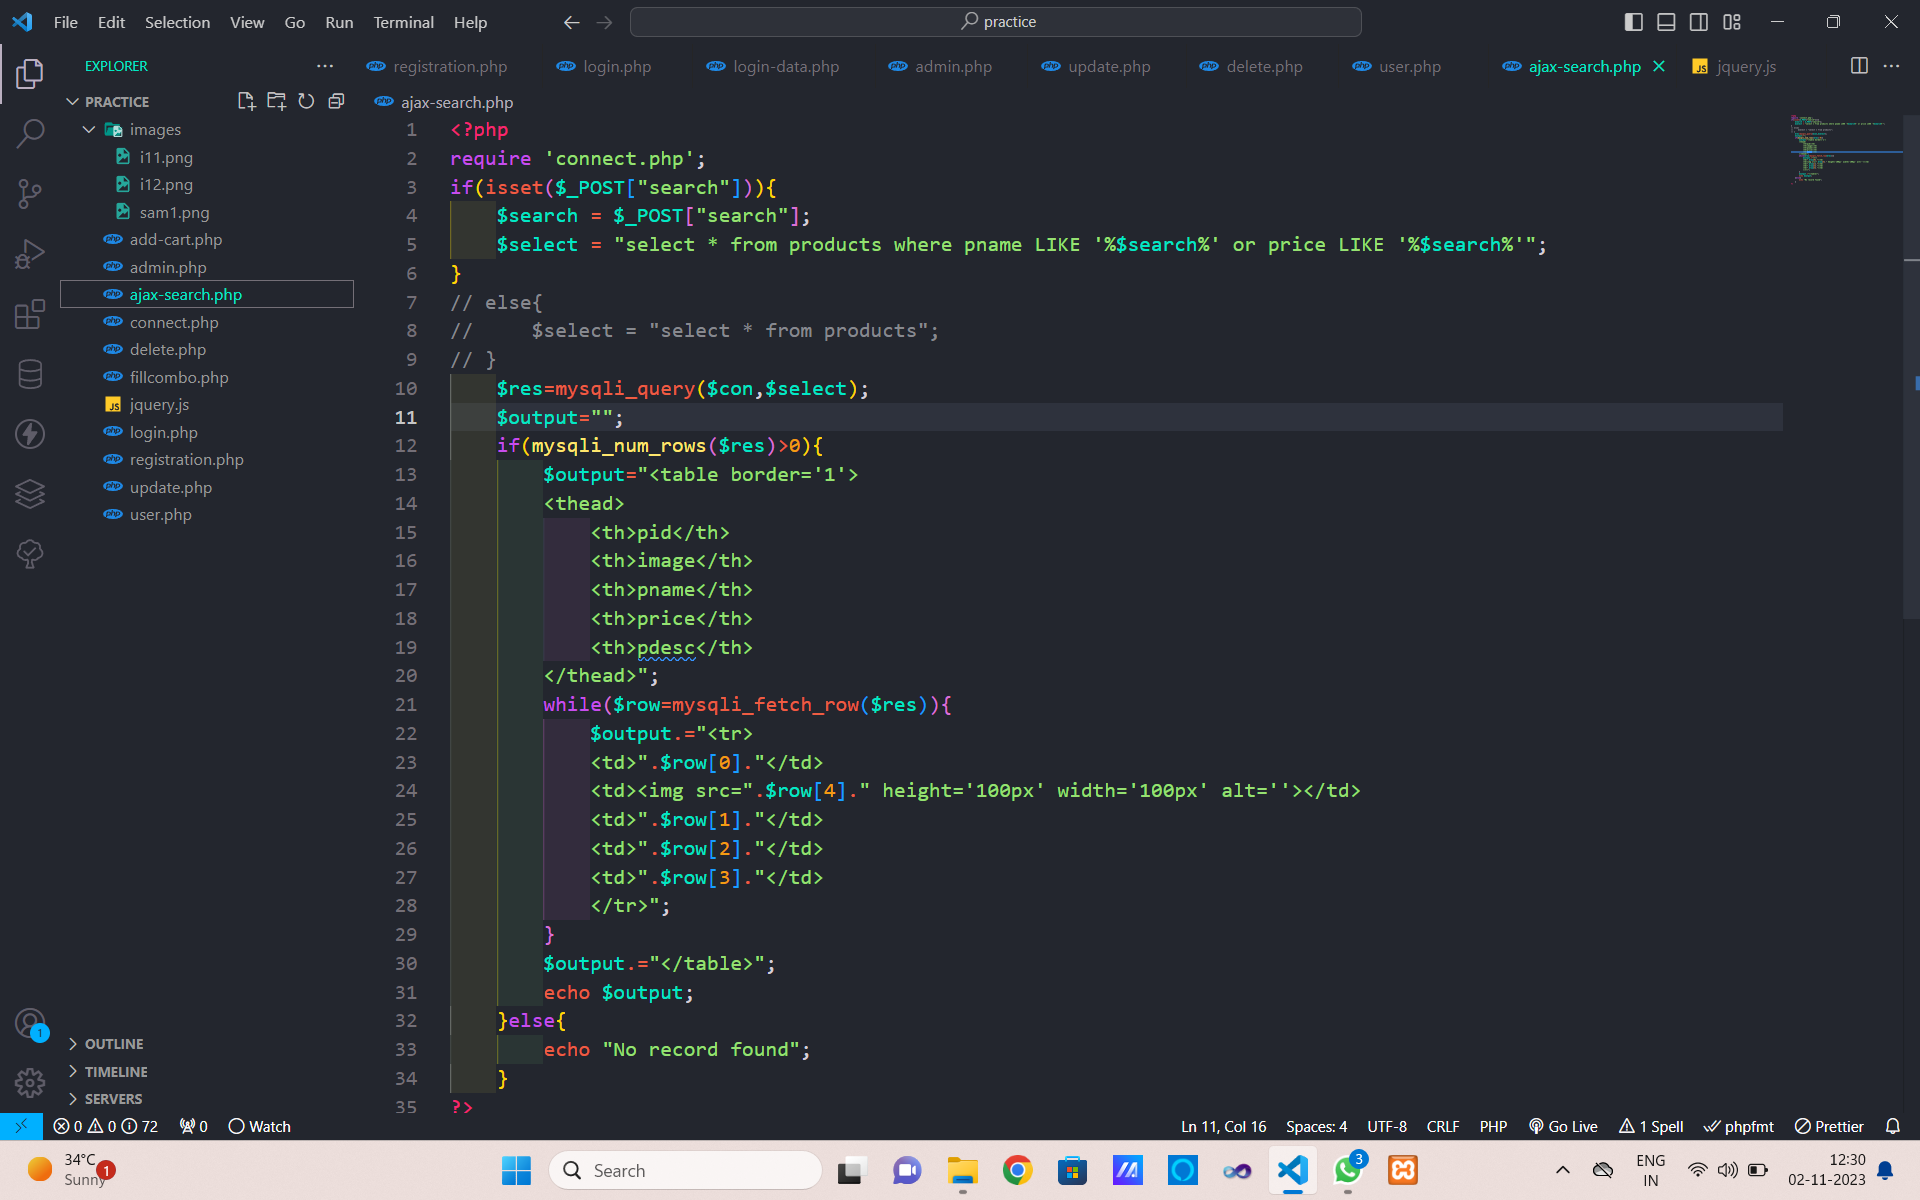 File Edit Selection View Go Run Terminal Help
practice
EXPLORER
registration.php login.php login-data.php admin.php update.php delete.php user.php ajax-search.php jquery.js
PRACTICE
ajax-search.php
images
i11.png
i12.png
sam1.png
add-cart.php
admin.php
ajax-search.php
connect.php
delete.php
fillcombo.php
JS jquery.js
login.php
registration.php
update.php
user.php
1 <?php
2 require 'connect.php';
3 if(isset($_POST["search"])){
4 $search = $_POST["search"];
5 $select = "select * from products where pname LIKE '%$search%' or price LIKE '%$search%'";
6 }
7 // else{
8 // $select = "select * from products";
9 // }
10 $res=mysqli_query($con,$select);
11 $output="";
12 if(mysqli_num_rows($res)>0){
13 $output="<table border='1'>
14 <thead>
15 <th>pid</th>
16 <th>image</th>
17 <th>pname</th>
18 <th>price</th>
19 <th>pdesc</th>
20 </thead>";
21 while($row=mysqli_fetch_row($res)){
22 $output.="<tr>
23 <td>".$row[0]."</td>
24 <td><img src=".$row[4]." height='100px' width='100px' alt=''></td>
25 <td>".$row[1]."</td>
26 <td>".$row[2]."</td>
27 <td>".$row[3]."</td>
28 </tr>";
29 }
30 $output.="</table>";
31 echo $output;
32 }else{
33 echo "No record found";
34 }
35 ?>
1
OUTLINE
TIMELINE
SERVERS
0 0 72 0 Watch
Ln 11, Col 16 Spaces: 4 UTF-8 CRLF PHP Go Live 1 Spell phpfmt Prettier
34°C
Sunny
1
Search
3
ENG
IN
12:30
02-11-2023